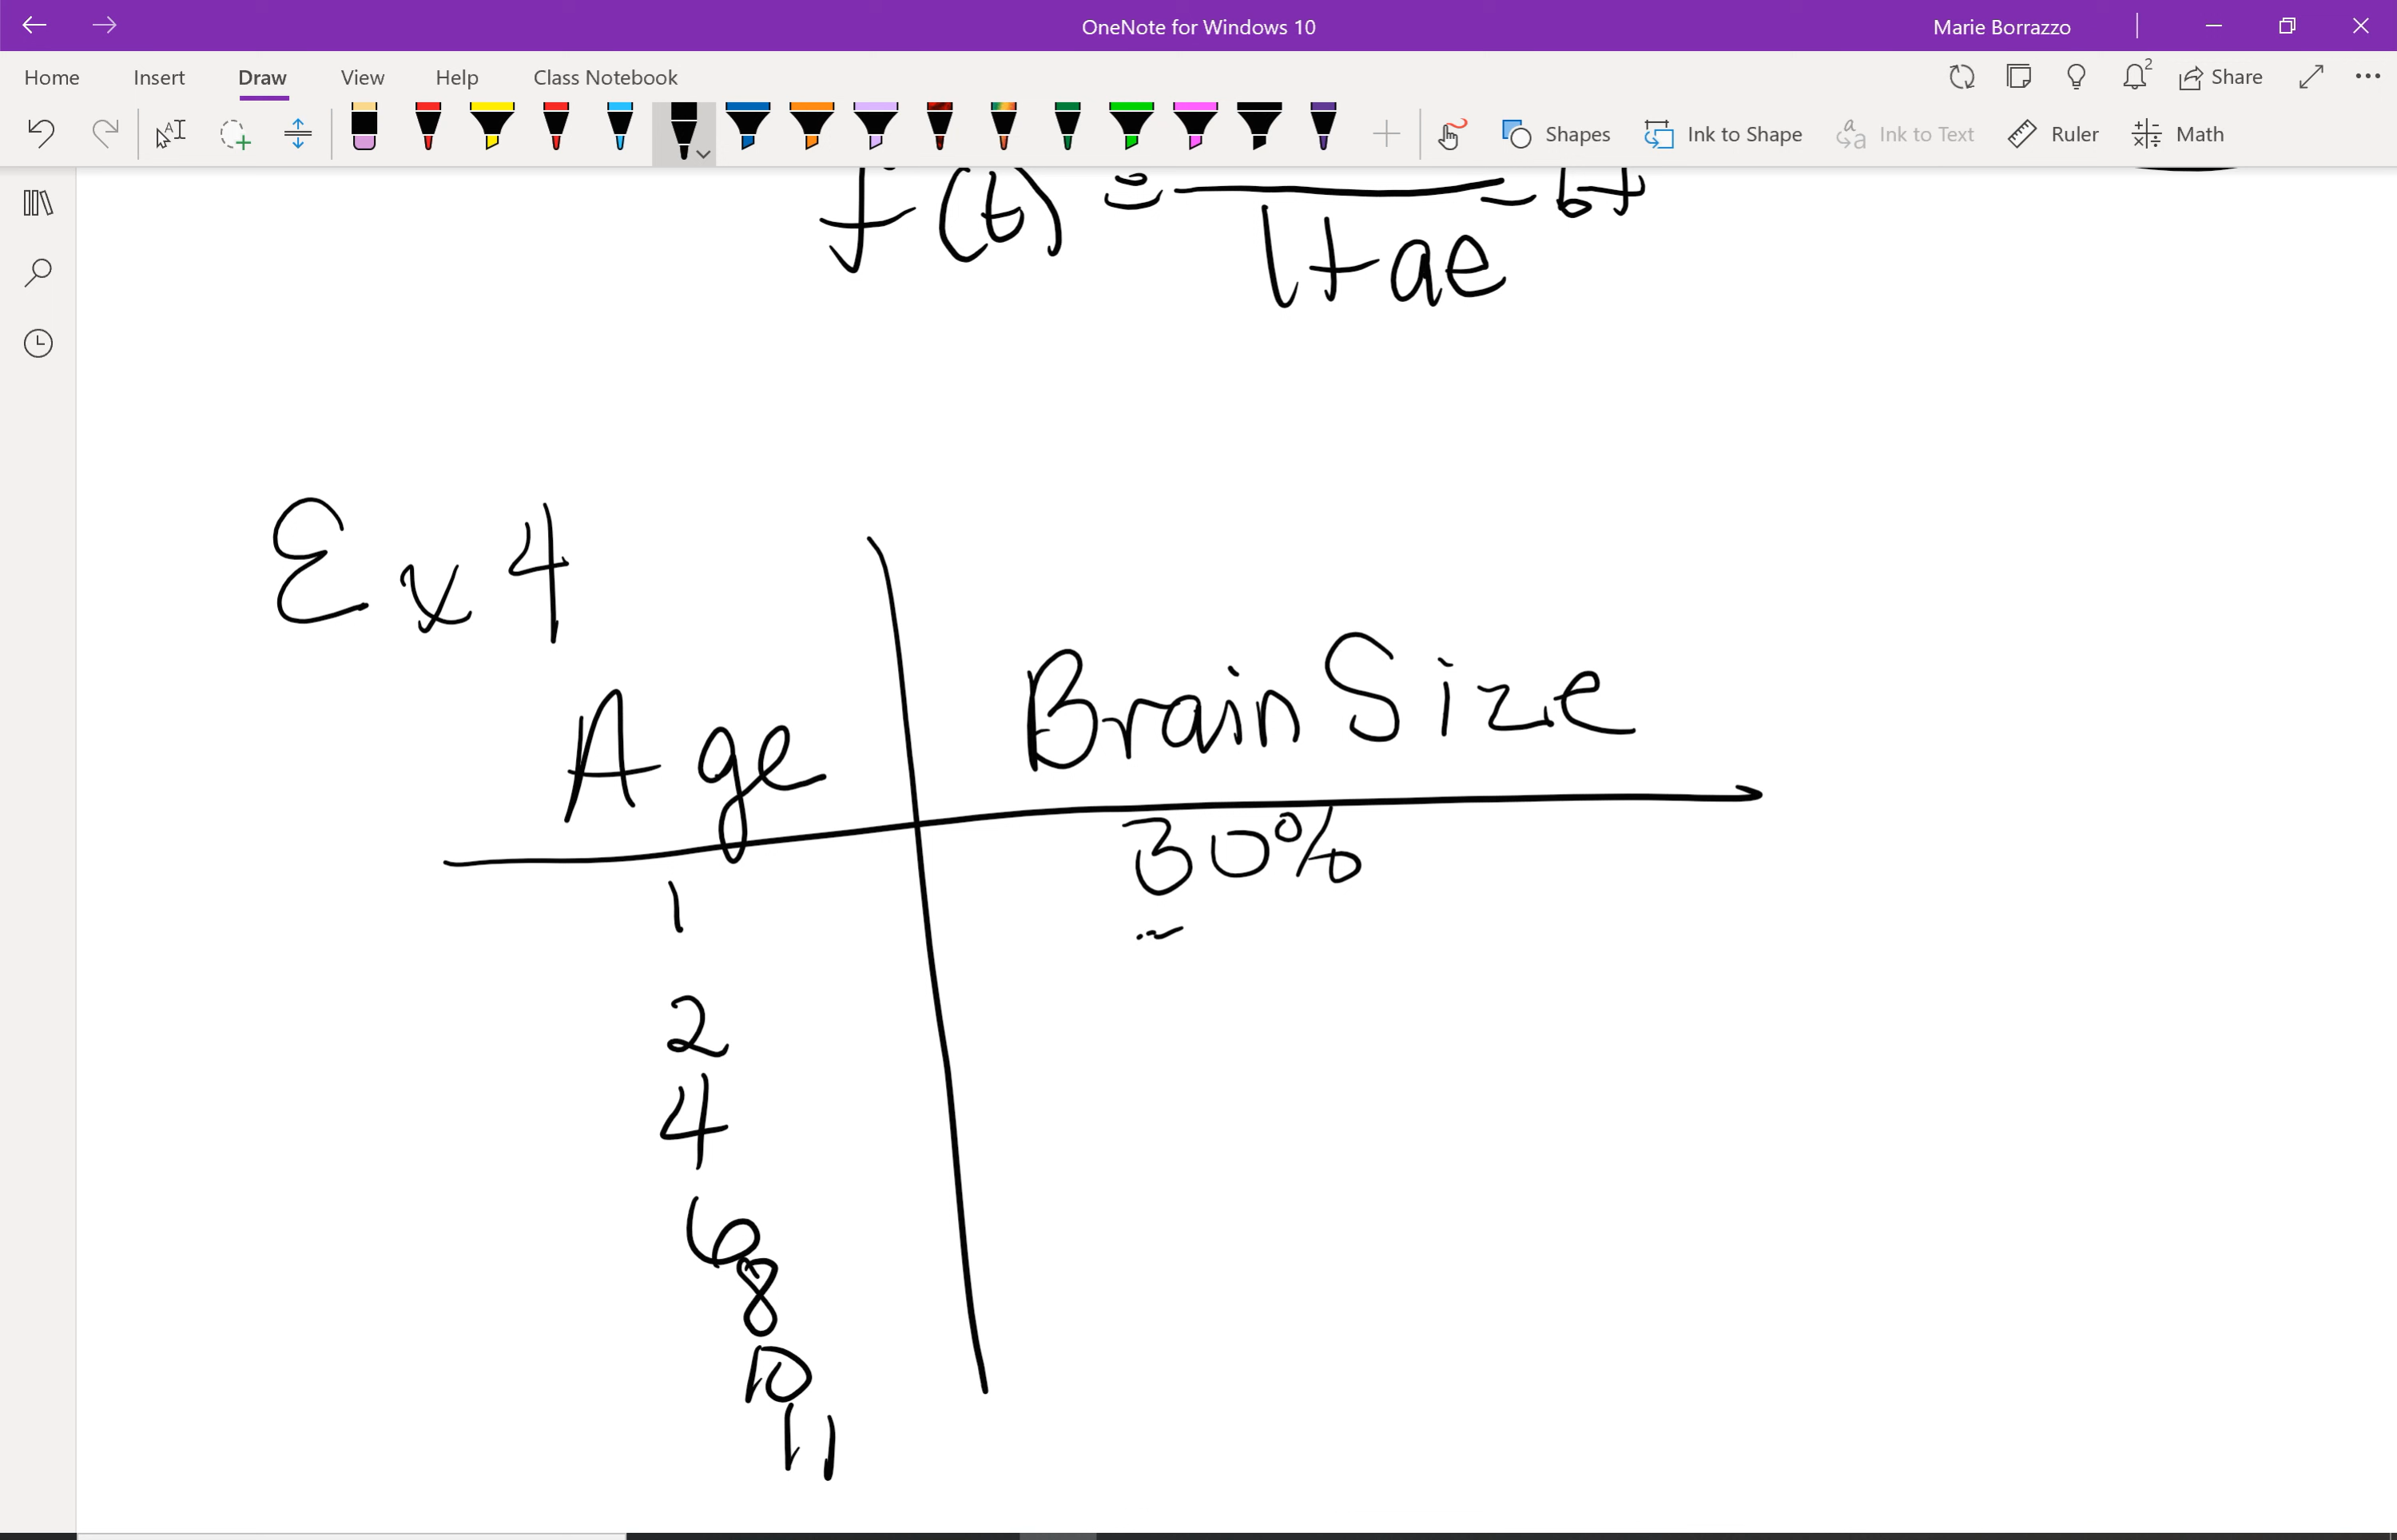 OneNote for Windows 10
Marie Borrazzo
Home Insert Draw View Help Class Notebook
2 Share
Shapes Ink to Shape Ink to Text Ruler Math
f(t) = 
1+ae -bt
Ex 4
Age Brain Size
1 30%
2
4
6
8
10
11